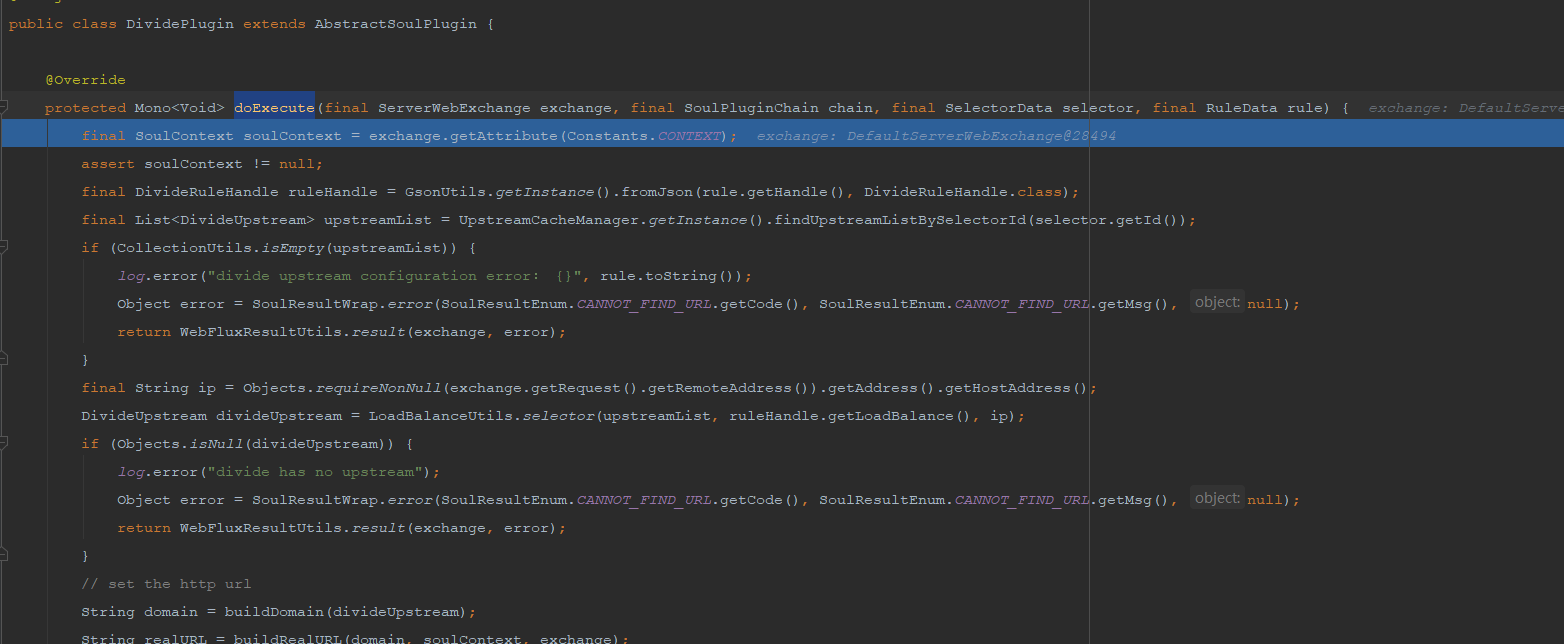 public class DividePlugin extends AbstractSoulPlugin {
@Override
protected Mono<Void> doExecute(final ServerWebExchange exchange, final SoulPluginChain chain, final SelectorData selector, final RuleData rule) {   exchange: DefaultServe
final SoulContext soulContext = exchange.getAttribute(Constants.CONTEXT);   exchange: DefaultServerWebExchange@28494
assert soulContext != null;
final DivideRuleHandle ruleHandle = GsonUtils.getInstance().fromJson(rule.getHandle(), DivideRuleHandle.class);
final List<DivideUpstream> upstreamList = UpstreamCacheManager.getInstance().findUpstreamListBySelectorId(selector.getId());
if (CollectionUtils.isEmpty(upstreamList)) {
log.error("divide upstream configuration error： {}", rule.toString());
Object error = SoulResultWrap.error(SoulResultEnum.CANNOT_FIND_URL.getCode(), SoulResultEnum.CANNOT_FIND_URL.getMsg(), object: null);
return WebFluxResultUtils.result(exchange, error);
}
final String ip = Objects.requireNonNull(exchange.getRequest().getRemoteAddress()).getAddress().getHostAddress();
DivideUpstream divideUpstream = LoadBalanceUtils.selector(upstreamList, ruleHandle.getLoadBalance(), ip);
if (Objects.isNull(divideUpstream)) {
log.error("divide has no upstream");
Object error = SoulResultWrap.error(SoulResultEnum.CANNOT_FIND_URL.getCode(), SoulResultEnum.CANNOT_FIND_URL.getMsg(), object: null);
return WebFluxResultUtils.result(exchange, error);
}
// set the http url
String domain = buildDomain(divideUpstream);
String realURL = buildRealURL(domain, soulContext, exchange);